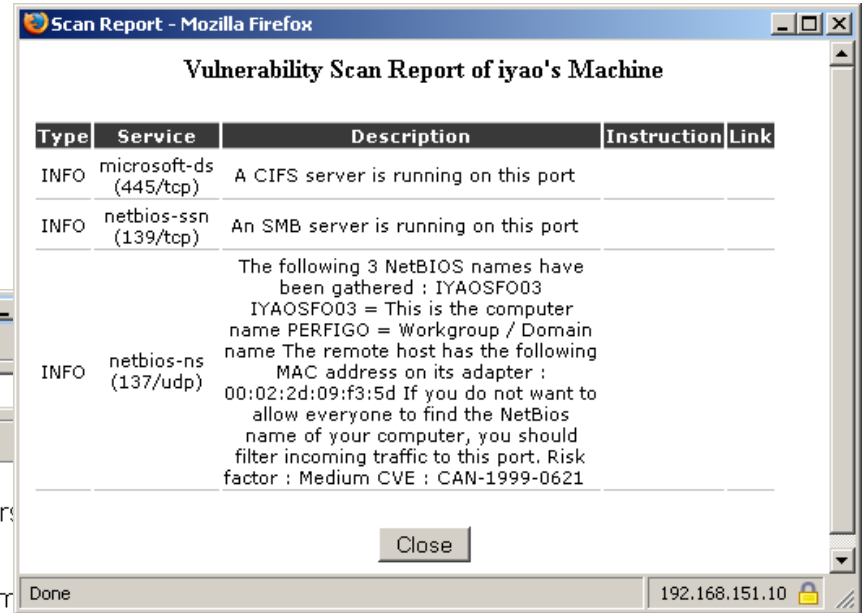 Scan Report - Mozilla Firefox
Vulnerability Scan Report of iyao's Machine
Type Service Description Instruction Link
INFO microsoft-ds (445/tcp) A CIFS server is running on this port
INFO netbios-ssn (139/tcp) An SMB server is running on this port
INFO netbios-ns (137/udp)
The following 3 NetBIOS names have
been gathered : IYAOSFO03
IYAOSFO03 = This is the computer
name PERFIGO = Workgroup / Domain
name The remote host has the following
MAC address on its adapter :
00:02:2d:09:f3:5d If you do not want to
allow everyone to find the NetBios
name of your computer, you should
filter incoming traffic to this port. Risk
factor : Medium CVE : CAN-1999-0621
Close
Done 192.168.151.10